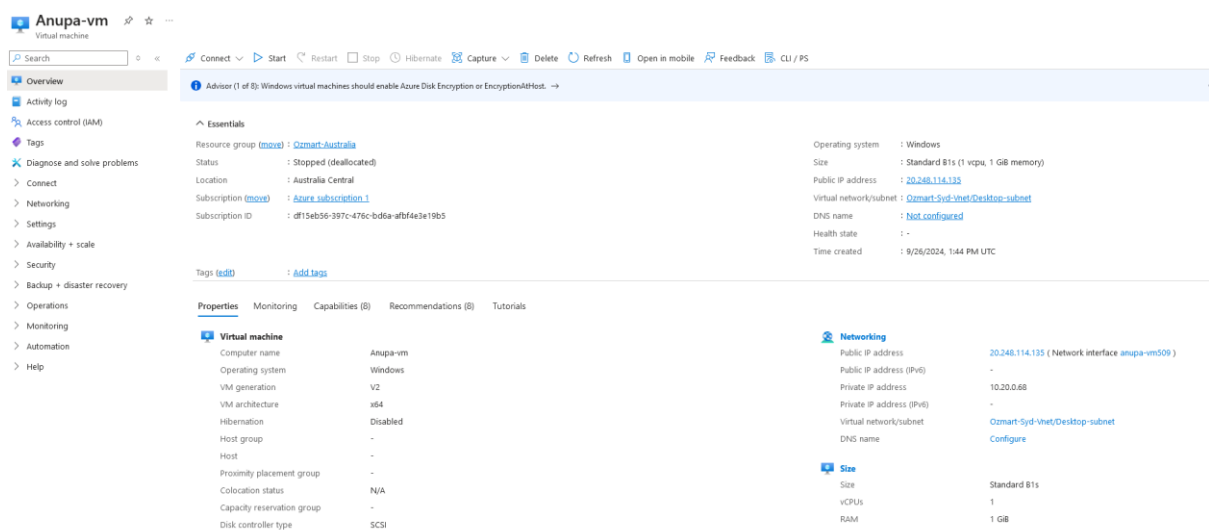 Anupa-vm
Virtual machine
Search
Connect Start Restart Stop Hibernate Capture Delete Refresh Open in mobile Feedback CLI / PS
Overview
Activity log
Access control (IAM)
Tags
Diagnose and solve problems
Connect
Networking
Settings
Availability + scale
Security
Backup + disaster recovery
Operations
Monitoring
Automation
Help
Advisor (1 of 8): Windows virtual machines should enable Azure Disk Encryption or EncryptionAtHost. →
Essentials
Resource group (move) : Ozmart-Australia
Status : Stopped (deallocated)
Location : Australia Central
Subscription (move) : Azure subscription 1
Subscription ID : df15eb56-397c-476c-bd6a-afbf4e3e19b5
Operating system : Windows
Size : Standard B1s (1 vcpu, 1 GiB memory)
Public IP address : 20.248.114.135
Virtual network/subnet : Ozmart-Syd-Vnet/Desktop-subnet
DNS name : Not configured
Health state : -
Time created : 9/26/2024, 1:44 PM UTC
Tags (edit) : Add tags
Properties Monitoring Capabilities (8) Recommendations (8) Tutorials
Virtual machine
Computer name Anupa-vm
Operating system Windows
VM generation V2
VM architecture x64
Hibernation Disabled
Host group -
Host -
Proximity placement group -
Colocation status N/A
Capacity reservation group -
Disk controller type SCSI
Networking
Public IP address 20.248.114.135 ( Network interface anupa-vm509 )
Public IP address (IPv6) -
Private IP address 10.20.0.68
Private IP address (IPv6) -
Virtual network/subnet Ozmart-Syd-Vnet/Desktop-subnet
DNS name Configure
Size
Size Standard B1s
vCPUs 1
RAM 1 GiB